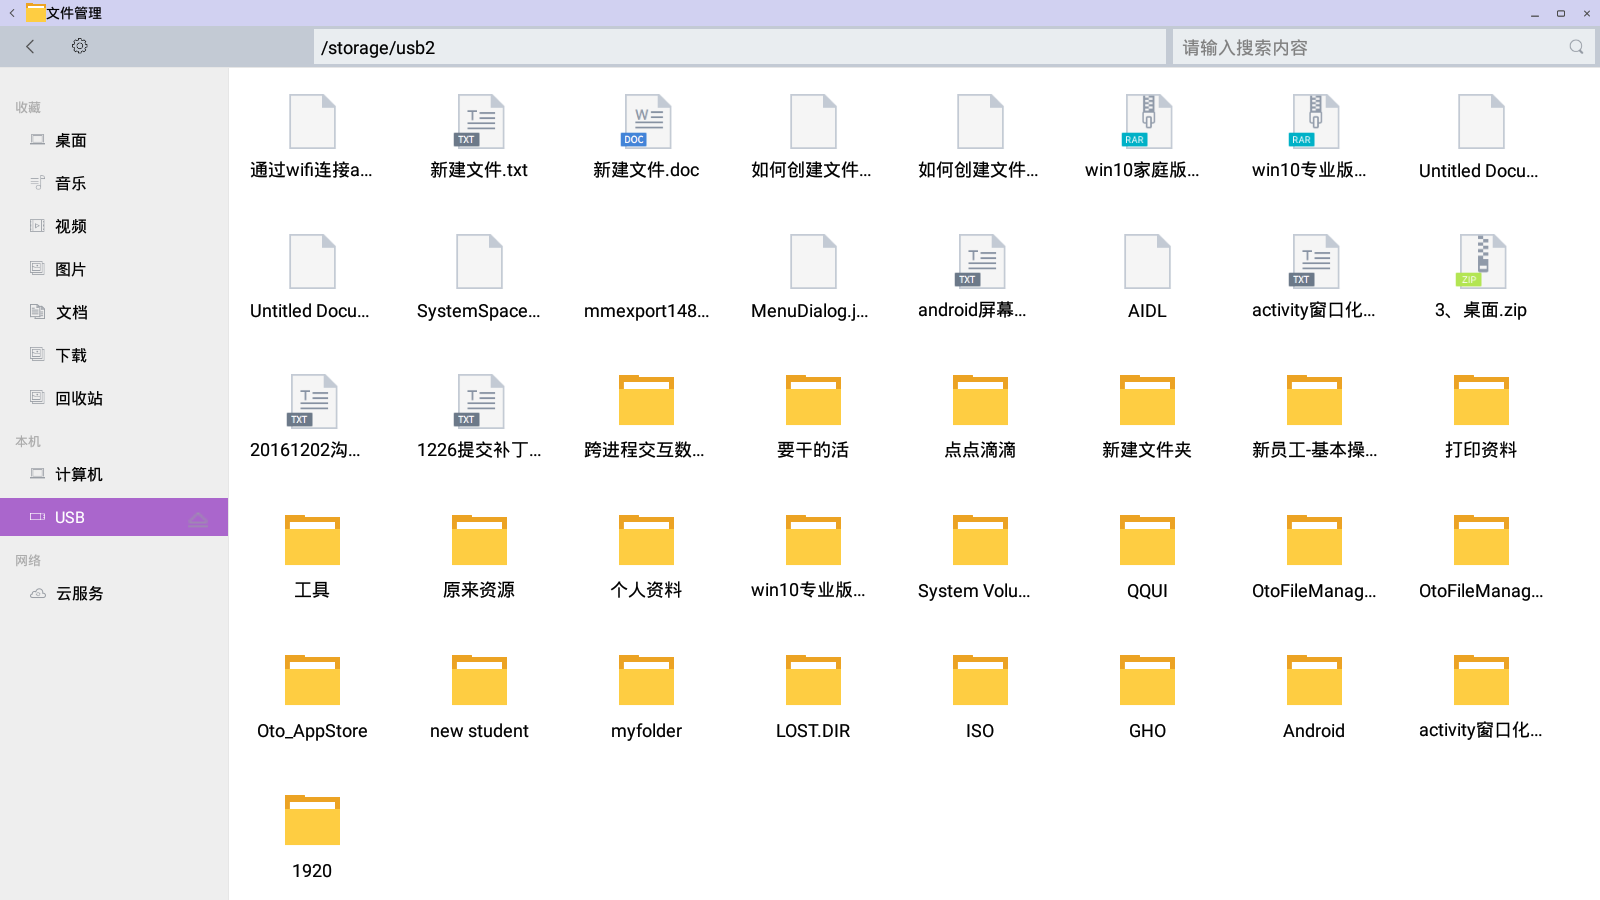 文件管理
/storage/usb2
请输入搜索内容
收藏
桌面
音乐
视频
图片
文档
下载
回收站
本机
计算机
USB
网络
云服务
通过wifi连接a...
TXT
新建文件.txt
W
DOC
新建文件.doc
如何创建文件...
如何创建文件...
RAR
win10家庭版...
RAR
win10专业版...
Untitled Docu...
Untitled Docu...
SystemSpace...
mmexport148...
MenuDialog.j...
TXT
android屏幕...
AIDL
TXT
activity窗口化...
ZIP
3、桌面.zip
TXT
20161202沟...
TXT
1226提交补丁...
跨进程交互数...
要干的活
点点滴滴
新建文件夹
新员工-基本操...
打印资料
工具
原来资源
个人资料
win10专业版...
System Volu...
QQUI
OtoFileManag...
OtoFileManag...
Oto_AppStore
new student
myfolder
LOST.DIR
ISO
GHO
Android
activity窗口化...
1920